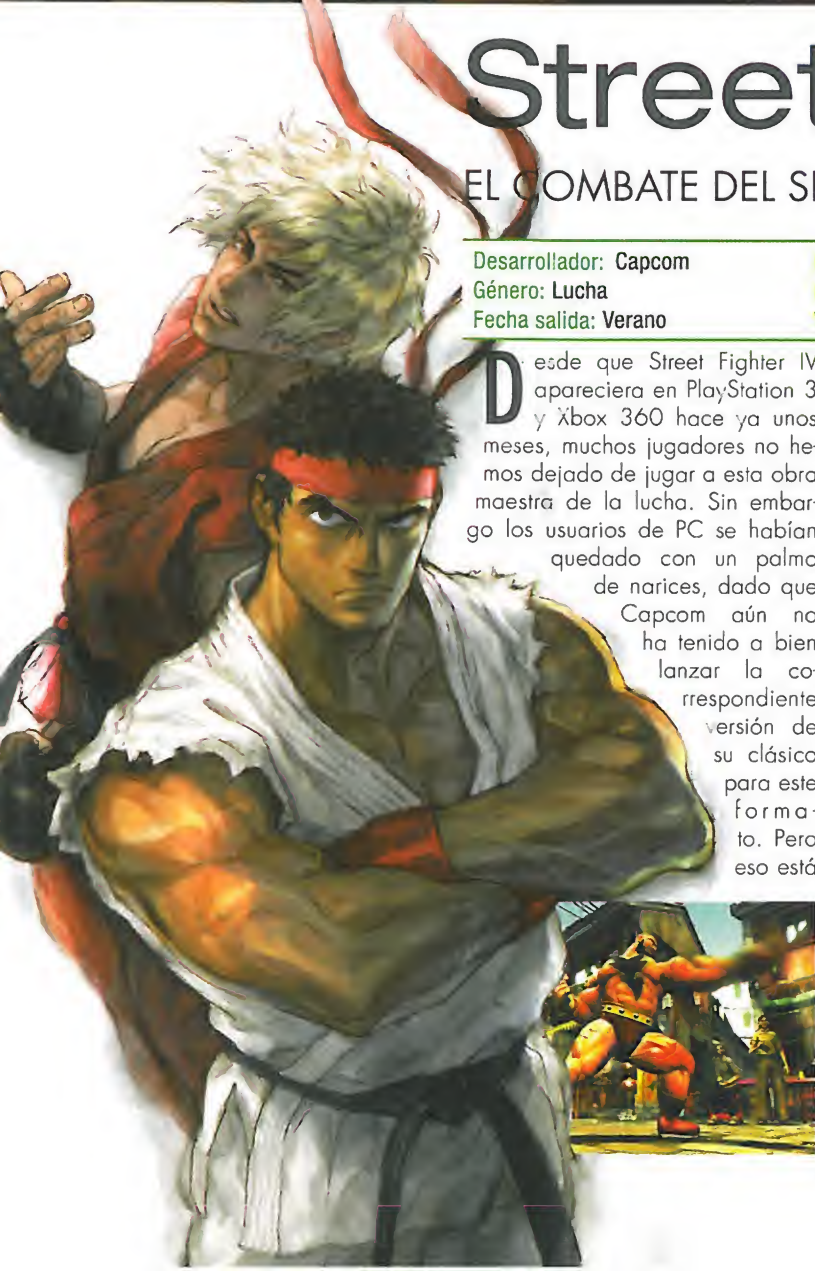 Street
EL COMBATE DEL
Desarrollador: Capcom
Género: Lucha
Fecha salida: Verano
Desde que Street Fighter IV
apareciera en PlayStation 3
y Xbox 360 hace ya unos
meses, muchos jugadores no he-
mos dejado de jugar a esta obra
maestra de la lucha. Sin embar-
go los usuarios de PC se habían
quedado con un palmo
de narices, dado que
Capcom aún no
ha tenido a bien
lanzar la co-
rrespondiente
versión de
su clásico
para este
forma-
to. Pero
eso está